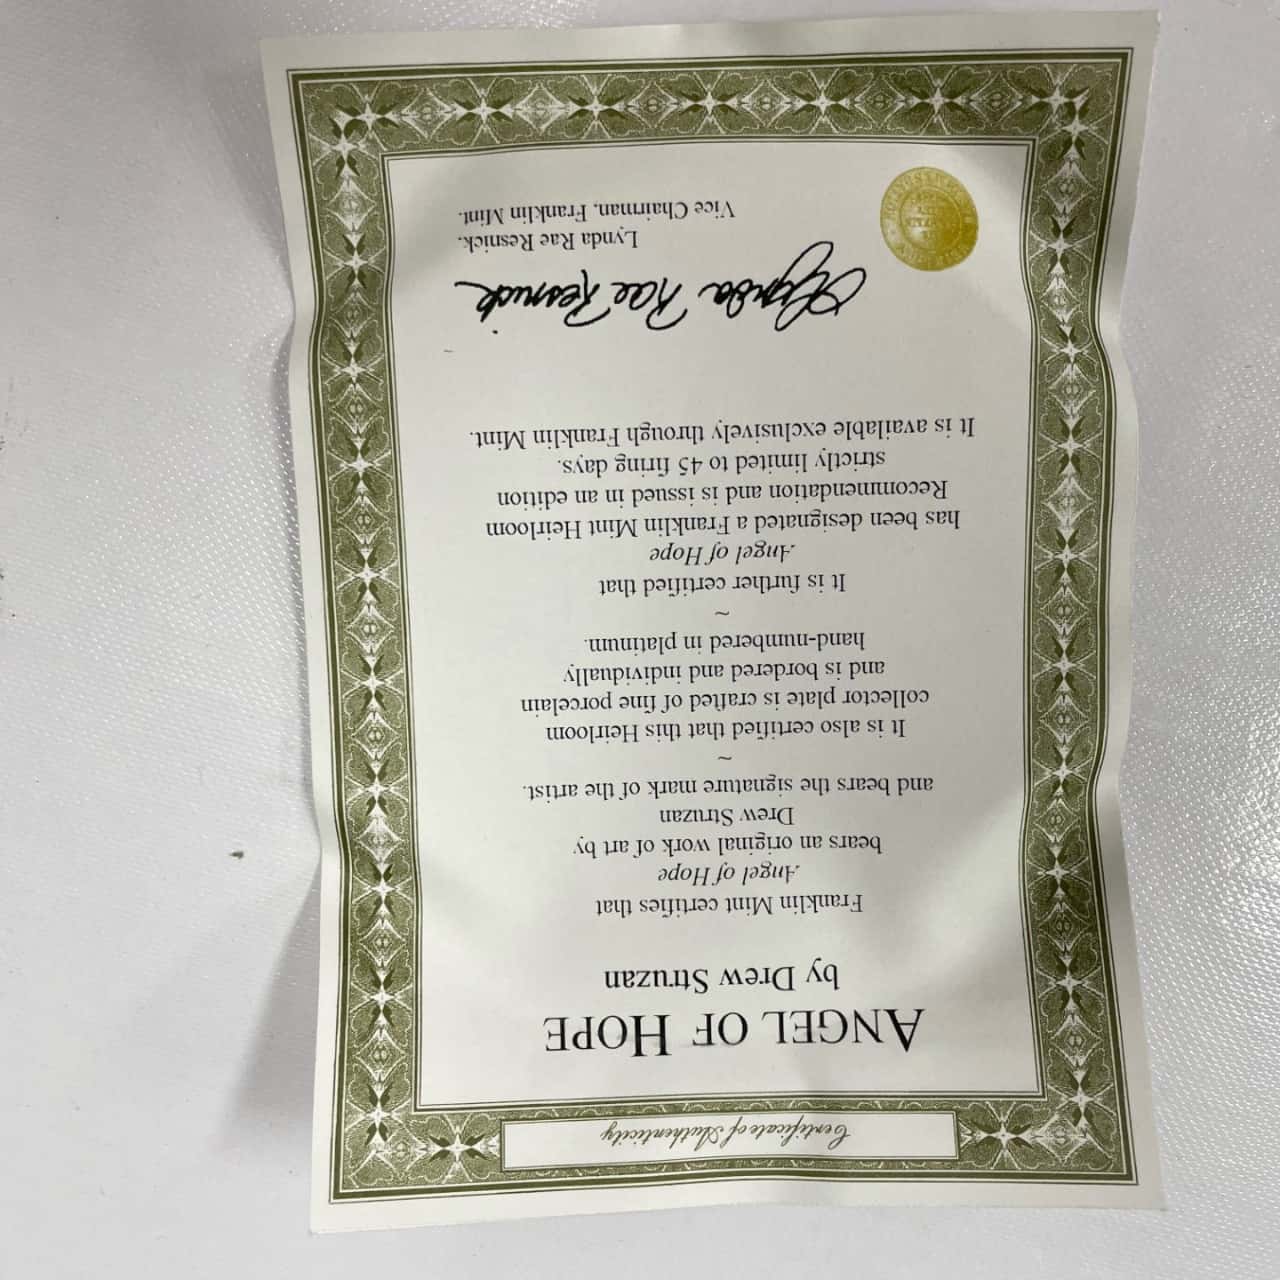 Certificate of Authenticity
ANGEL OF HOPE
by Drew Struzan
Franklin Mint certifies that
Angel of Hope
bears an original work of art by
Drew Struzan
and bears the signature mark of the artist.
~
It is also certified that this Heirloom
collector plate is crafted of fine porcelain
and is bordered and individually
hand-numbered in platinum.
~
It is further certified that
Angel of Hope
has been designated a Franklin Mint Heirloom
Recommendation and is issued in an edition
strictly limited to 45 firing days.
It is available exclusively through Franklin Mint.
Lynda Rae Resnick
Lynda Rae Resnick.
Vice Chairman, Franklin Mint.